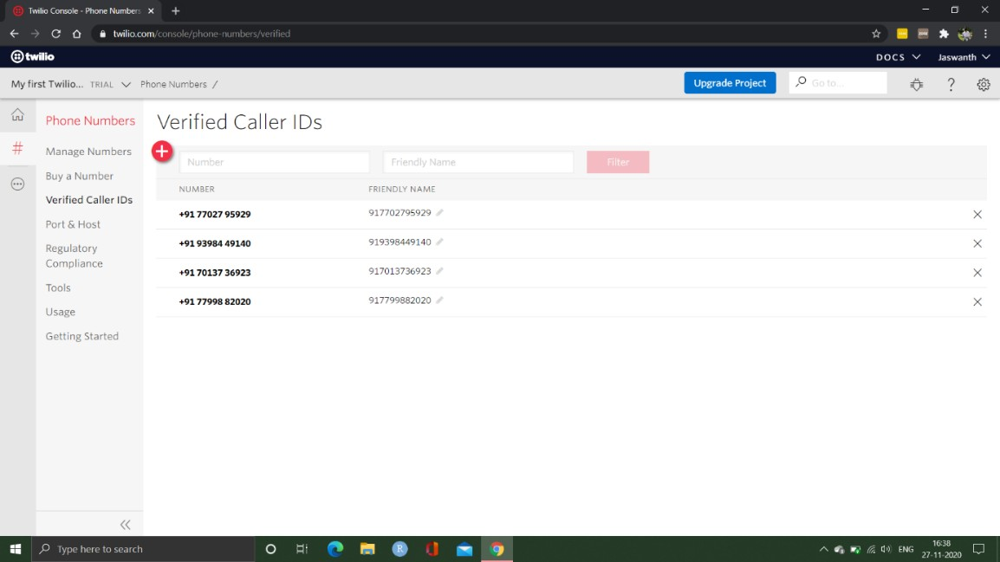 Twilio Console - Phone Numbers
twilio.com/console/phone-numbers/verified
twilio
DOCS
Jaswanth
My first Twilio... TRIAL
Phone Numbers /
Upgrade Project
Go to...
?
#
Phone Numbers
Manage Numbers
Buy a Number
Verified Caller IDs
Port & Host
Regulatory
Compliance
Tools
Usage
Getting Started
Verified Caller IDs
Number
Friendly Name
Filter
NUMBER
FRIENDLY NAME
+91 77027 95929
917702795929
+91 93984 49140
919398449140
+91 70137 36923
917013736923
+91 77998 82020
917799882020
Type here to search
R
ENG
16:38
27-11-2020